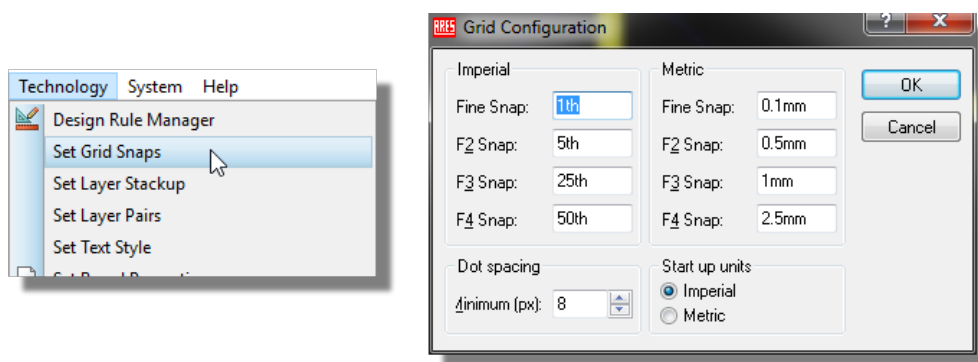 Technology System Help
Design Rule Manager
Set Grid Snaps
Set Layer Stackup
Set Layer Pairs
Set Text Style
ARES Grid Configuration
Imperial
Fine Snap: 1th
F2 Snap: 5th
F3 Snap: 25th
F4 Snap: 50th
Metric
Fine Snap: 0.1mm
F2 Snap: 0.5mm
F3 Snap: 1mm
F4 Snap: 2.5mm
OK
Cancel
Dot spacing
Minimum (px): 8
Start up units
Imperial
Metric